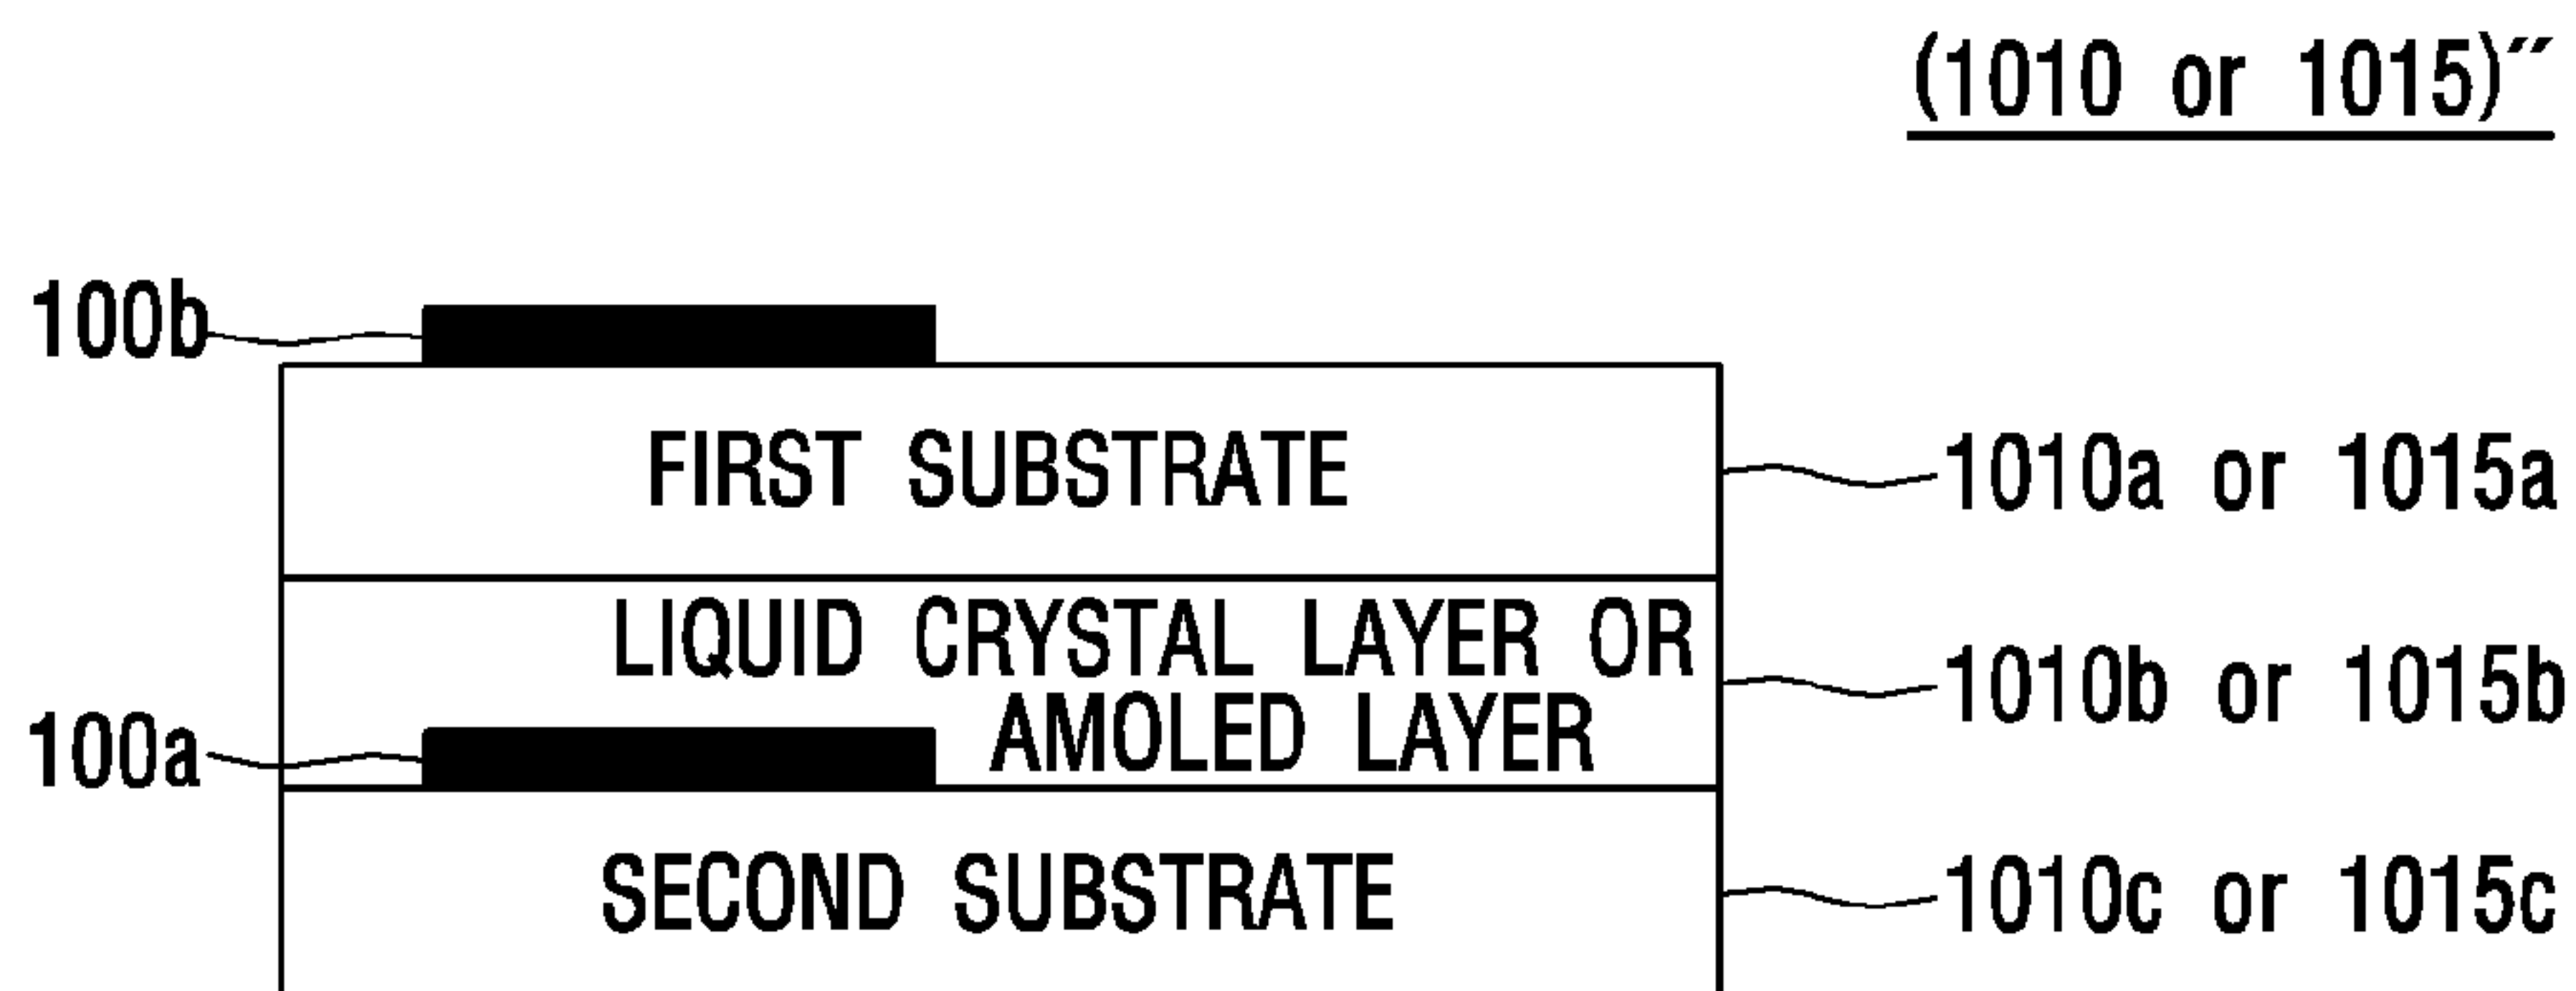 (1010 or 1015)˝
100b
FIRST SUBSTRATE
1010a or 1015a
LIQUID CRYSTAL LAYER OR
AMOLED LAYER
1010b or 1015b
100a
SECOND SUBSTRATE
1010c or 1015c